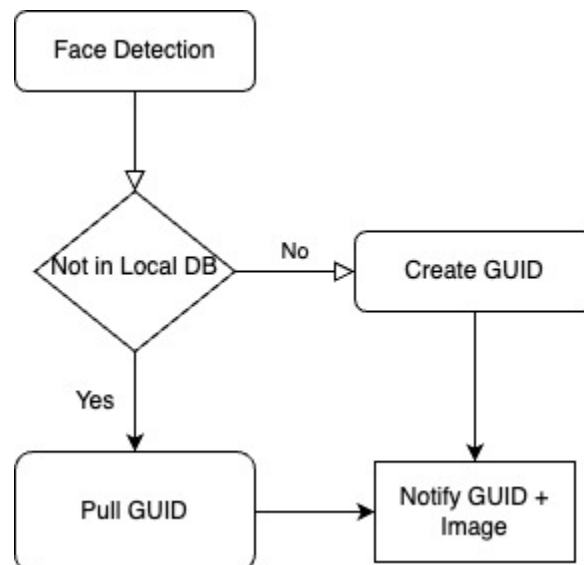 Face Detection
Not in Local DB
No
Create GUID
Yes
Pull GUID
Notify GUID +
Image